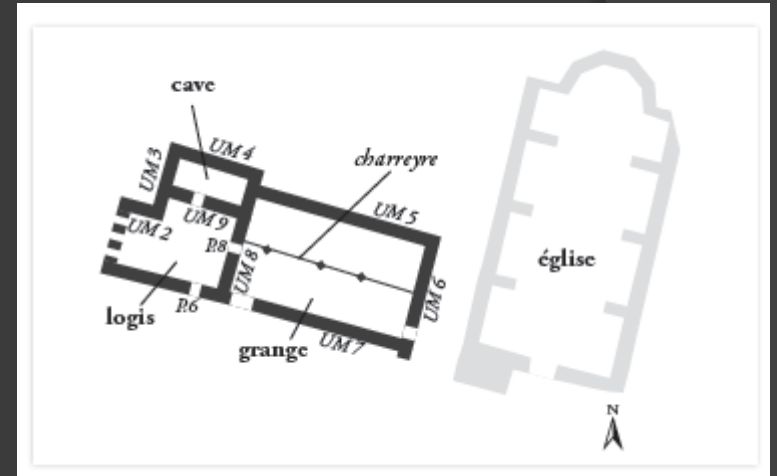 cave
UM 3
UM 4
charreyre
UM 5
UM 2
UM 9
P.8
UM 8
église
UM 6
logis
P.6
grange
UM 7
N